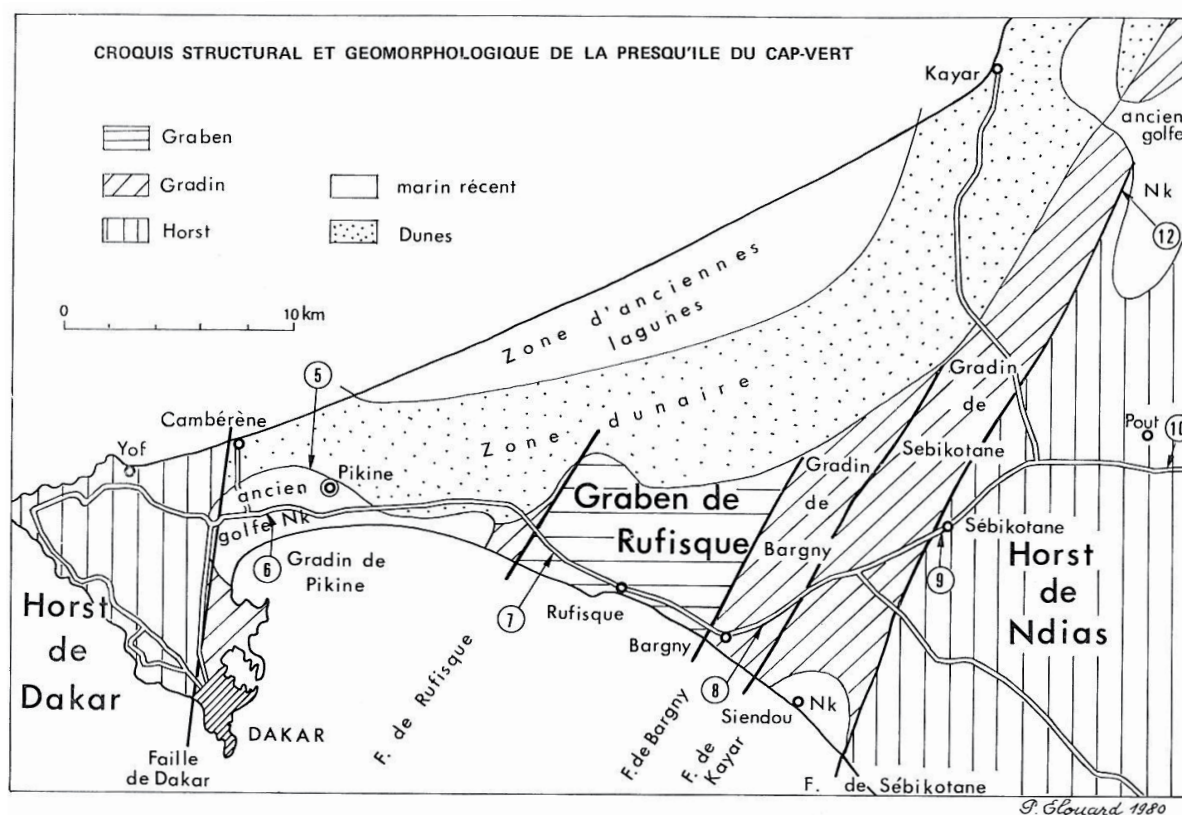 CROQUIS STRUCTURAL ET GEOMORPHOLOGIQUE DE LA PRESQU'ILE DU CAP-VERT
Graben
Gradin
Horst
marin récent
Dunes
0
10 km
Kayar
ancien
golfe
Nk
12
Zone d'anciennes
lagunes
Zone dunaire
5
Cambérène
Yof
Pikine
ancien
golfe Nk
6
Gradin de
Pikine
Gradin
de
Sebikotane
Pout
10
Gradin
de
Bargny
Graben de
Rufisque
Sébikotane
9
Horst
de
Ndias
Horst
de
Dakar
7
Rufisque
Bargny
8
Siendou
Nk
DAKAR
Faille
de Dakar
F. de Rufisque
F. de Bargny
F. de
Kayar
F. de Sébikotane
P. Elouard 1980